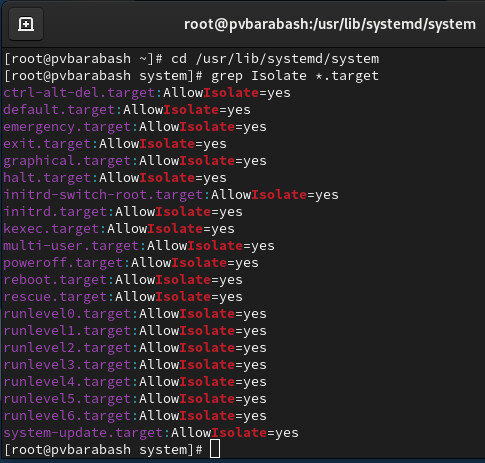 root@pvbarabash:/usr/lib/systemd/system
[root@pvbarabash ~]# cd /usr/lib/systemd/system
[root@pvbarabash system]# grep Isolate *.target
ctrl-alt-del.target:AllowIsolate=yes
default.target:AllowIsolate=yes
emergency.target:AllowIsolate=yes
exit.target:AllowIsolate=yes
graphical.target:AllowIsolate=yes
halt.target:AllowIsolate=yes
initrd-switch-root.target:AllowIsolate=yes
initrd.target:AllowIsolate=yes
kexec.target:AllowIsolate=yes
multi-user.target:AllowIsolate=yes
poweroff.target:AllowIsolate=yes
reboot.target:AllowIsolate=yes
rescue.target:AllowIsolate=yes
runlevel0.target:AllowIsolate=yes
runlevel1.target:AllowIsolate=yes
runlevel2.target:AllowIsolate=yes
runlevel3.target:AllowIsolate=yes
runlevel4.target:AllowIsolate=yes
runlevel5.target:AllowIsolate=yes
runlevel6.target:AllowIsolate=yes
system-update.target:AllowIsolate=yes
[root@pvbarabash system]#